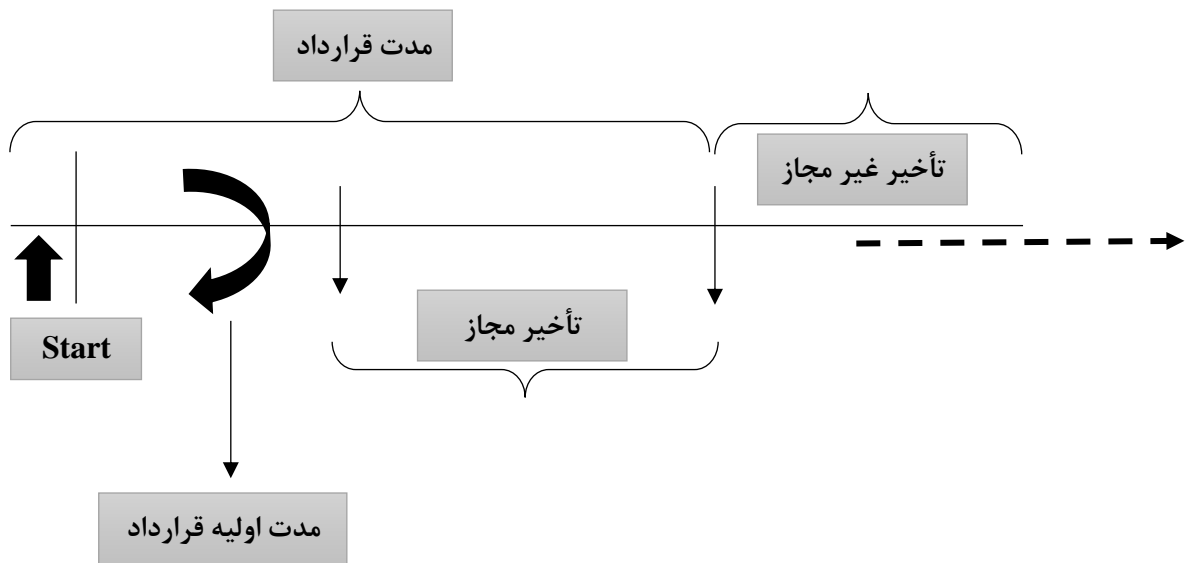 مدت قرارداد
تأخیر غیر مجاز
تأخیر مجاز
Start
مدت اولیه قرارداد